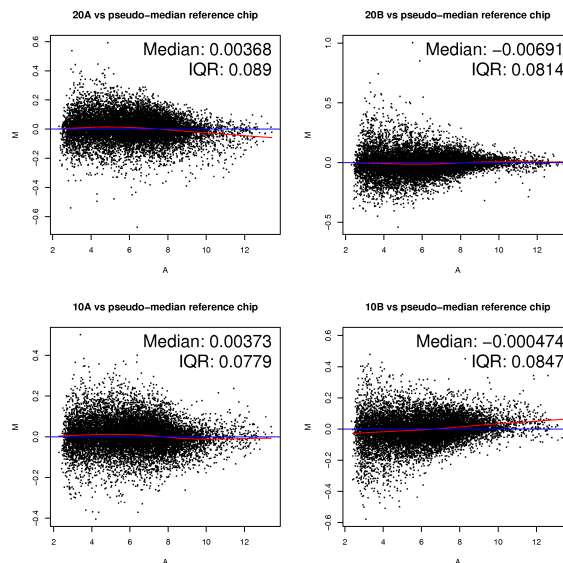 20A vs pseudo−median reference chip
Median: 0.00368
IQR: 0.089
0.6
0.4
0.2
0.0
−0.2
−0.4
−0.6
M
2 4 6 8 10 12
A
20B vs pseudo−median reference chip
Median: −0.00691
IQR: 0.0814
1.0
0.5
0.0
−0.5
M
2 4 6 8 10 12
A
10A vs pseudo−median reference chip
Median: 0.00373
IQR: 0.0779
0.4
0.2
0.0
−0.2
−0.4
M
2 4 6 8 10 12
A
10B vs pseudo−median reference chip
Median: −0.000474
IQR: 0.0847
0.6
0.4
0.2
0.0
−0.2
−0.4
−0.6
M
2 4 6 8 10 12
A